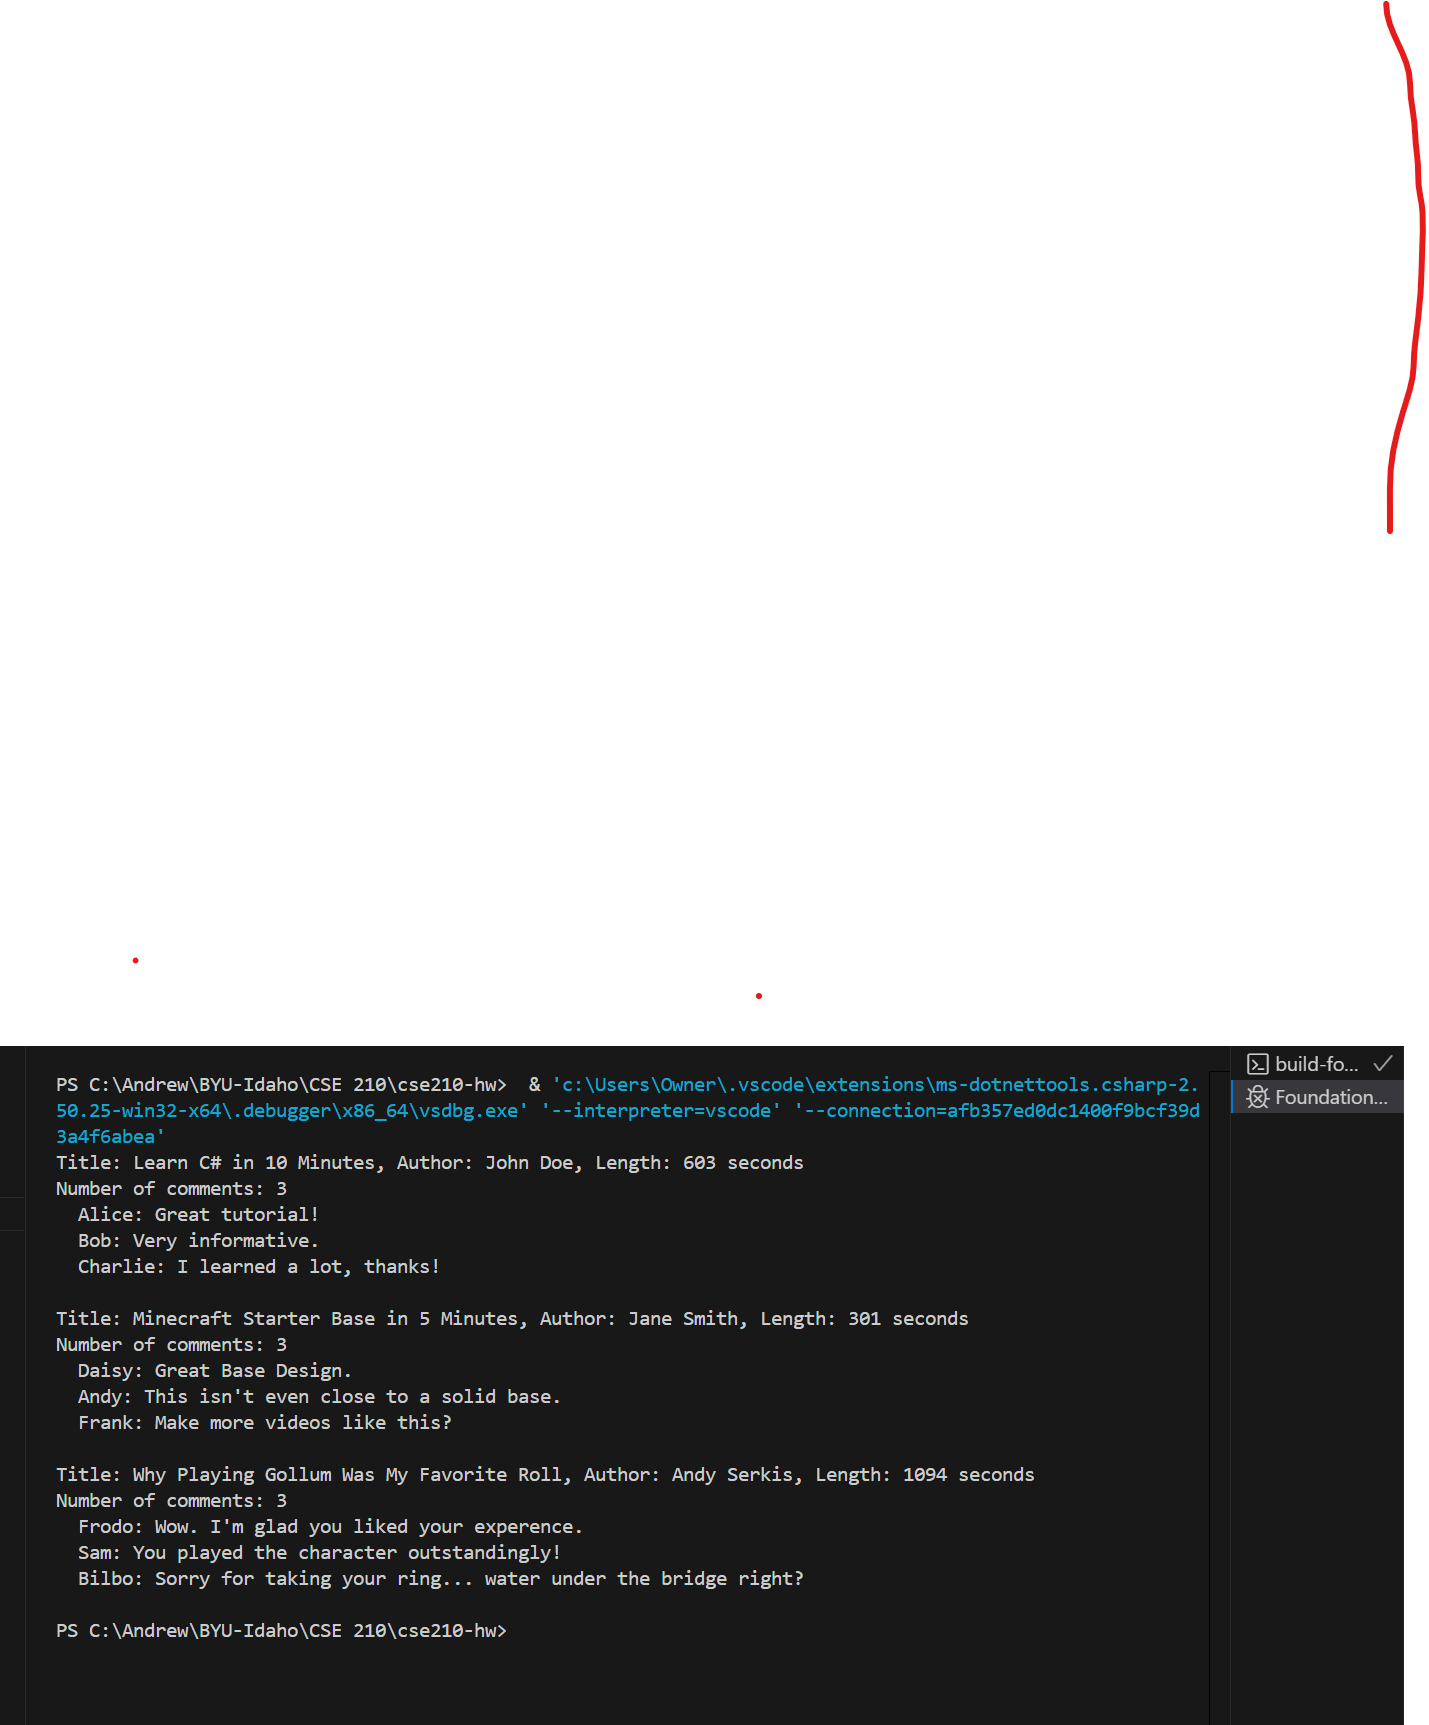 PS C:\Andrew\BYU-Idaho\CSE 210\cse210-hw>  & 'c:\Users\Owner\.vscode\extensions\ms-dotnettools.csharp-2.
50.25-win32-x64\.debugger\x86_64\vsdbg.exe' '--interpreter=vscode' '--connection=afb357ed0dc1400f9bcf39d
3a4f6abea'
Title: Learn C# in 10 Minutes, Author: John Doe, Length: 603 seconds
Number of comments: 3
  Alice: Great tutorial!
  Bob: Very informative.
  Charlie: I learned a lot, thanks!

Title: Minecraft Starter Base in 5 Minutes, Author: Jane Smith, Length: 301 seconds
Number of comments: 3
  Daisy: Great Base Design.
  Andy: This isn't even close to a solid base.
  Frank: Make more videos like this?

Title: Why Playing Gollum Was My Favorite Roll, Author: Andy Serkis, Length: 1094 seconds
Number of comments: 3
  Frodo: Wow. I'm glad you liked your experence.
  Sam: You played the character outstandingly!
  Bilbo: Sorry for taking your ring... water under the bridge right?

PS C:\Andrew\BYU-Idaho\CSE 210\cse210-hw>
build-fo...
Foundation...